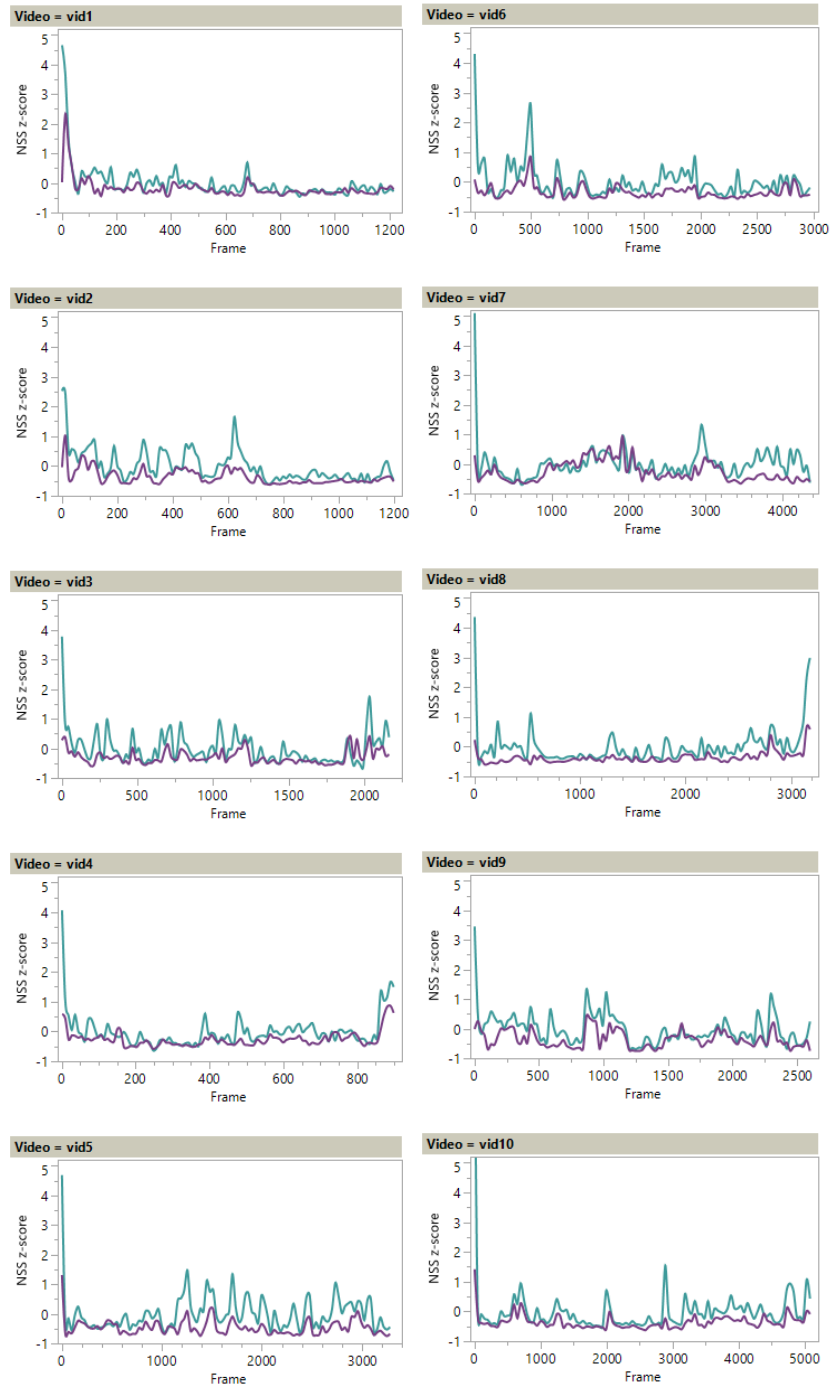 Video = vid1
5
4
3
2
1
0
-1
NSS z-score
0 200 400 600 800 1000 1200
Frame
Video = vid2
5
4
3
2
1
0
-1
NSS z-score
0 200 400 600 800 1000 1200
Frame
Video = vid3
5
4
3
2
1
0
-1
NSS z-score
0 500 1000 1500 2000
Frame
Video = vid4
5
4
3
2
1
0
-1
NSS z-score
0 200 400 600 800
Frame
Video = vid5
5
4
3
2
1
0
-1
NSS z-score
0 1000 2000 3000
Frame
Video = vid6
5
4
3
2
1
0
-1
NSS z-score
0 500 1000 1500 2000 2500 3000
Frame
Video = vid7
5
4
3
2
1
0
-1
NSS z-score
0 1000 2000 3000 4000
Frame
Video = vid8
5
4
3
2
1
0
-1
NSS z-score
0 1000 2000 3000
Frame
Video = vid9
5
4
3
2
1
0
-1
NSS z-score
0 500 1000 1500 2000 2500
Frame
Video = vid10
5
4
3
2
1
0
-1
NSS z-score
0 1000 2000 3000 4000 5000
Frame